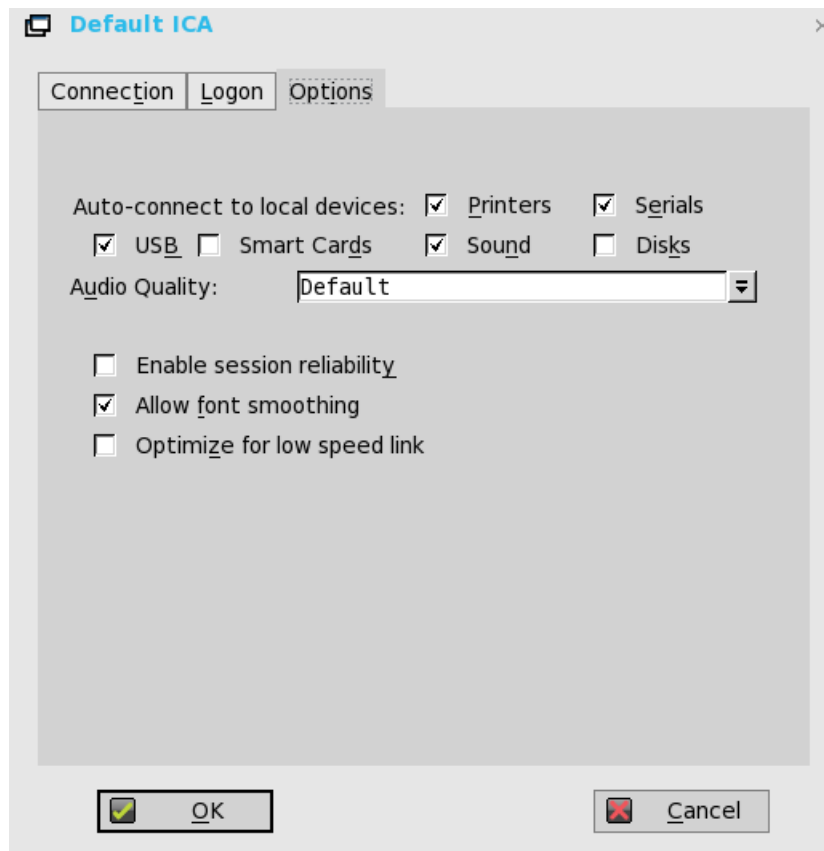 Default ICA
Connection Logon Options
Auto-connect to local devices: Printers Serials
USB Smart Cards Sound Disks
Audio Quality: Default
Enable session reliability
Allow font smoothing
Optimize for low speed link
OK Cancel